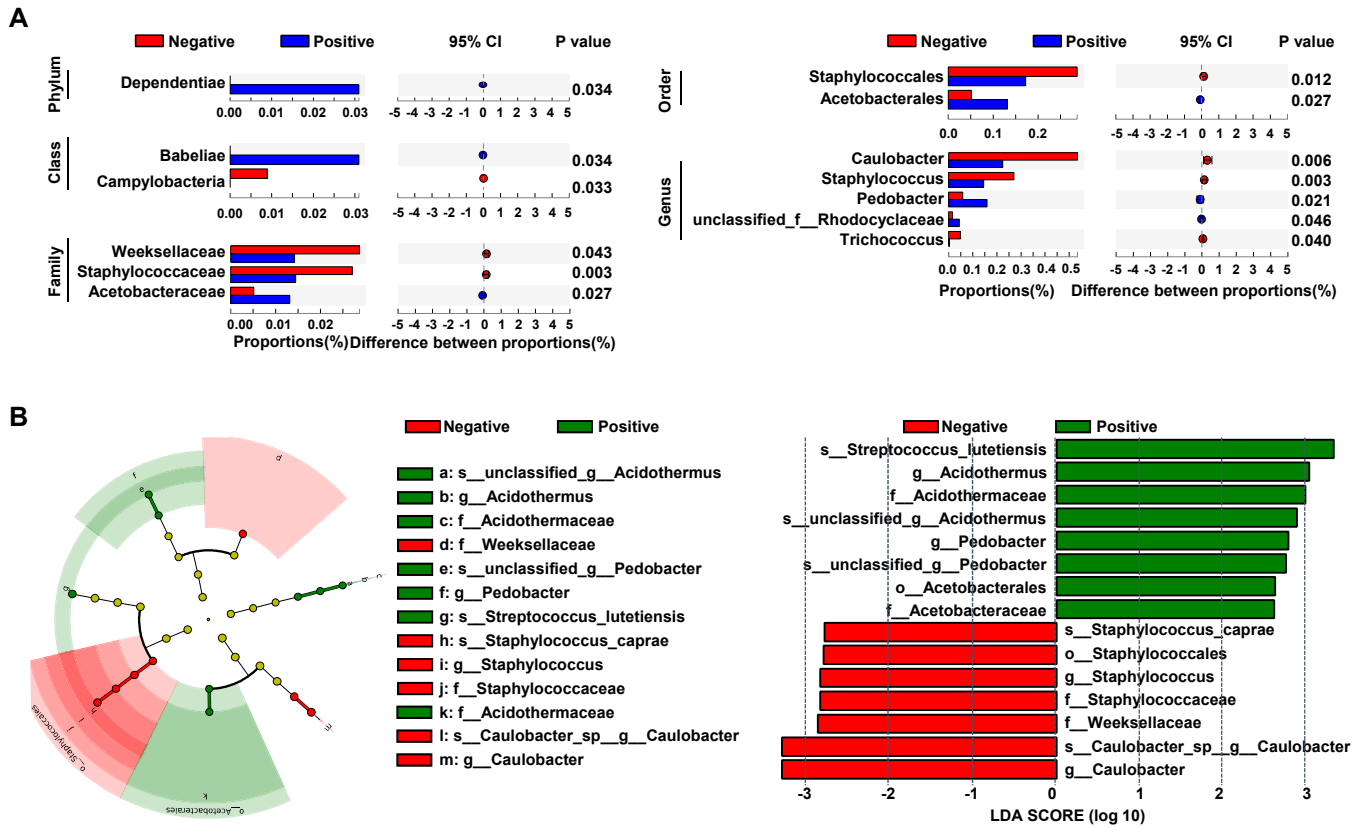 A
Negative Positive 95% CI P value
Phylum
Dependentiae 0.034
0.00 0.01 0.02 0.03 -5 -4 -3 -2 -1 0 1 2 3 4 5
Class
Babeliae 0.034
Campylobacteria 0.033
0.00 0.01 0.02 0.03 -5 -4 -3 -2 -1 0 1 2 3 4 5
Family
Weeksellaceae 0.043
Staphylococcaceae 0.003
Acetobacteraceae 0.027
0.00 0.01 0.02 -5 -4 -3 -2 -1 0 1 2 3 4 5
Proportions(%) Difference between proportions(%)
Negative Positive 95% CI P value
Order
Staphylococcales 0.012
Acetobacterales 0.027
0.0 0.1 0.2 -5 -4 -3 -2 -1 0 1 2 3 4 5
Genus
Caulobacter 0.006
Staphylococcus 0.003
Pedobacter 0.021
unclassified_f__Rhodocyclaceae 0.046
Trichococcus 0.040
0.0 0.1 0.2 0.3 0.4 0.5 -5 -4 -3 -2 -1 0 1 2 3 4 5
Proportions(%) Difference between proportions(%)
B
d
f
e
g
c
b
a
h
i
j
o__Staphylococcales
k
o__Acetobacterales
m
Negative Positive
a: s__unclassified_g__Acidothermus
b: g__Acidothermus
c: f__Acidothermaceae
d: f__Weeksellaceae
e: s__unclassified_g__Pedobacter
f: g__Pedobacter
g: s__Streptococcus_lutetiensis
h: s__Staphylococcus_caprae
i: g__Staphylococcus
j: f__Staphylococcaceae
k: f__Acidothermaceae
l: s__Caulobacter_sp__g__Caulobacter
m: g__Caulobacter
Negative Positive
s__Streptococcus_lutetiensis
g__Acidothermus
f__Acidothermaceae
s__unclassified_g__Acidothermus
g__Pedobacter
s__unclassified_g__Pedobacter
o__Acetobacterales
f__Acetobacteraceae
s__Staphylococcus_caprae
o__Staphylococcales
g__Staphylococcus
f__Staphylococcaceae
f__Weeksellaceae
s__Caulobacter_sp__g__Caulobacter
g__Caulobacter
-3 -2 -1 0 1 2 3
LDA SCORE (log 10)